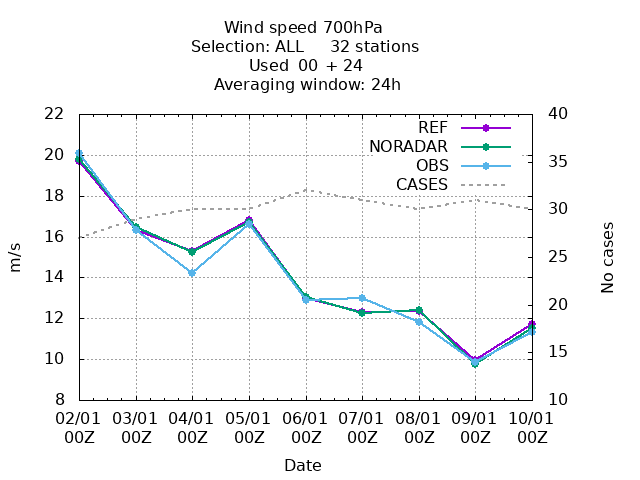 Wind speed 700hPa
Selection: ALL 32 stations
Used 00 + 24
Averaging window: 24h
22 40
20 35
18 30
16 25
14 20
12 15
10 10
8
REF
NORADAR
OBS
CASES
m/s
No cases
02/01 03/01 04/01 05/01 06/01 07/01 08/01 09/01 10/01
00Z 00Z 00Z 00Z 00Z 00Z 00Z 00Z 00Z
Date